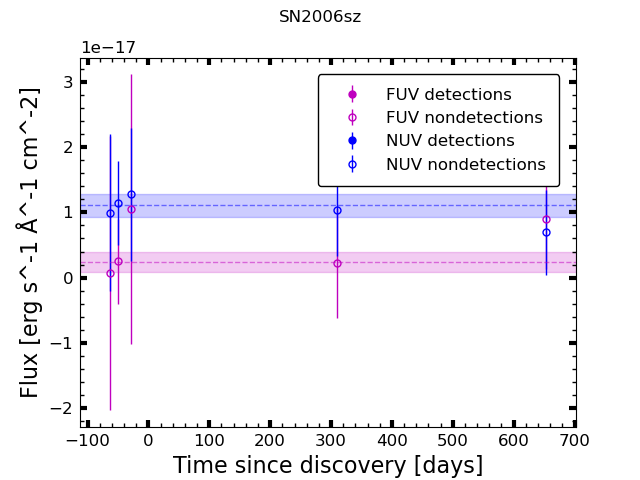 SN2006sz
1e−17
FUV detections
FUV nondetections
NUV detections
NUV nondetections
3
2
1
0
−1
−2
Flux [erg s^-1 Å^-1 cm^-2]
−100 0 100 200 300 400 500 600 700
Time since discovery [days]